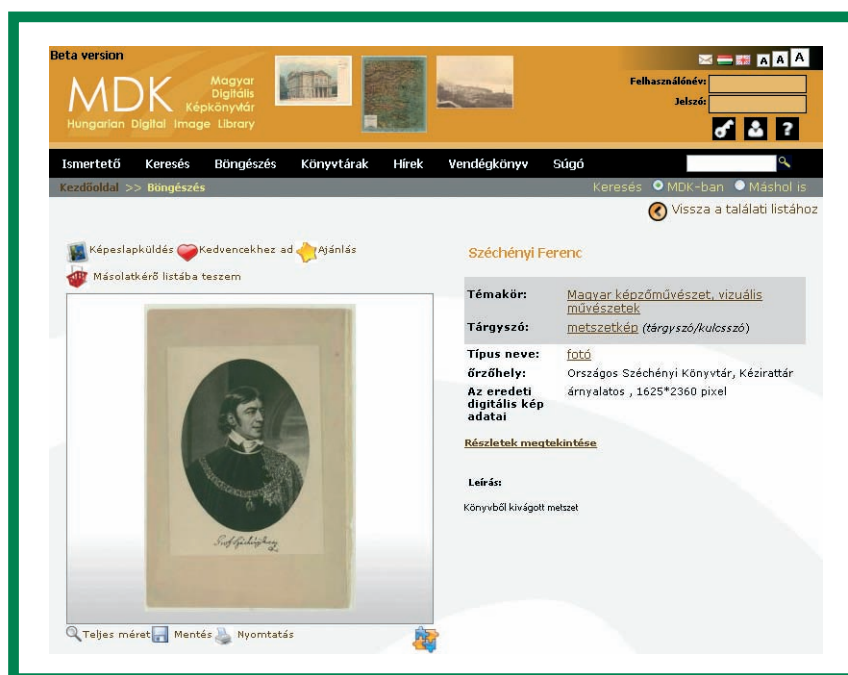 Beta version
MDK
Magyar
Digitális
Képkönyvtár
Hungarian Digital Image Library
A A A
Felhasználónév:
Jelszó:
?
Ismertető Keresés Böngészés Könyvtárak Hírek Vendégkönyv Súgó
Kezdőoldal >> Böngészés
Keresés MDK-ban Máshol is
Vissza a találati listához
Képeslapküldés Kedvencekhez ad Ajánlás
Másolatkérő listába teszem
Széchényi Ferenc
Témakör: Magyar képzőművészet, vizuális
művészetek
Tárgyszó: metszetkép (tárgyszó/kulcsszó)
Típus neve: fotó
őrzőhely: Országos Széchényi Könyvtár, Kézirattár
Az eredeti árnyalatos , 1625*2360 pixel
digitális kép
adatai
Részletek megtekintése
Leírás:
Könyvből kivágott metszet
Teljes méret Mentés Nyomtatás